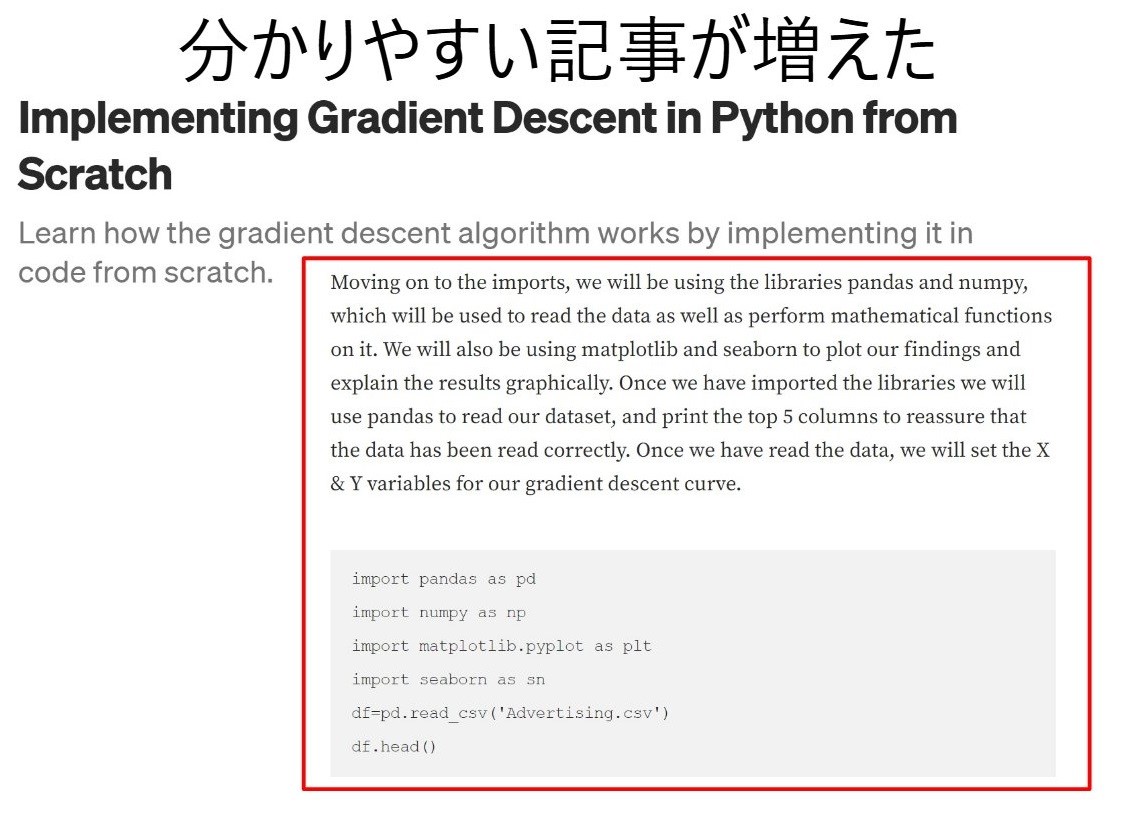 分かりやすい記事が増えた
Implementing Gradient Descent in Python from
Scratch
Learn how the gradient descent algorithm works by implementing it in
code from scratch.
Moving on to the imports, we will be using the libraries pandas and numpy,
which will be used to read the data as well as perform mathematical functions
on it. We will also be using matplotlib and seaborn to plot our findings and
explain the results graphically. Once we have imported the libraries we will
use pandas to read our dataset, and print the top 5 columns to reassure that
the data has been read correctly. Once we have read the data, we will set the X
& Y variables for our gradient descent curve.
import pandas as pd
import numpy as np
import matplotlib.pyplot as plt
import seaborn as sn
df=pd.read_csv('Advertising.csv')
df.head()